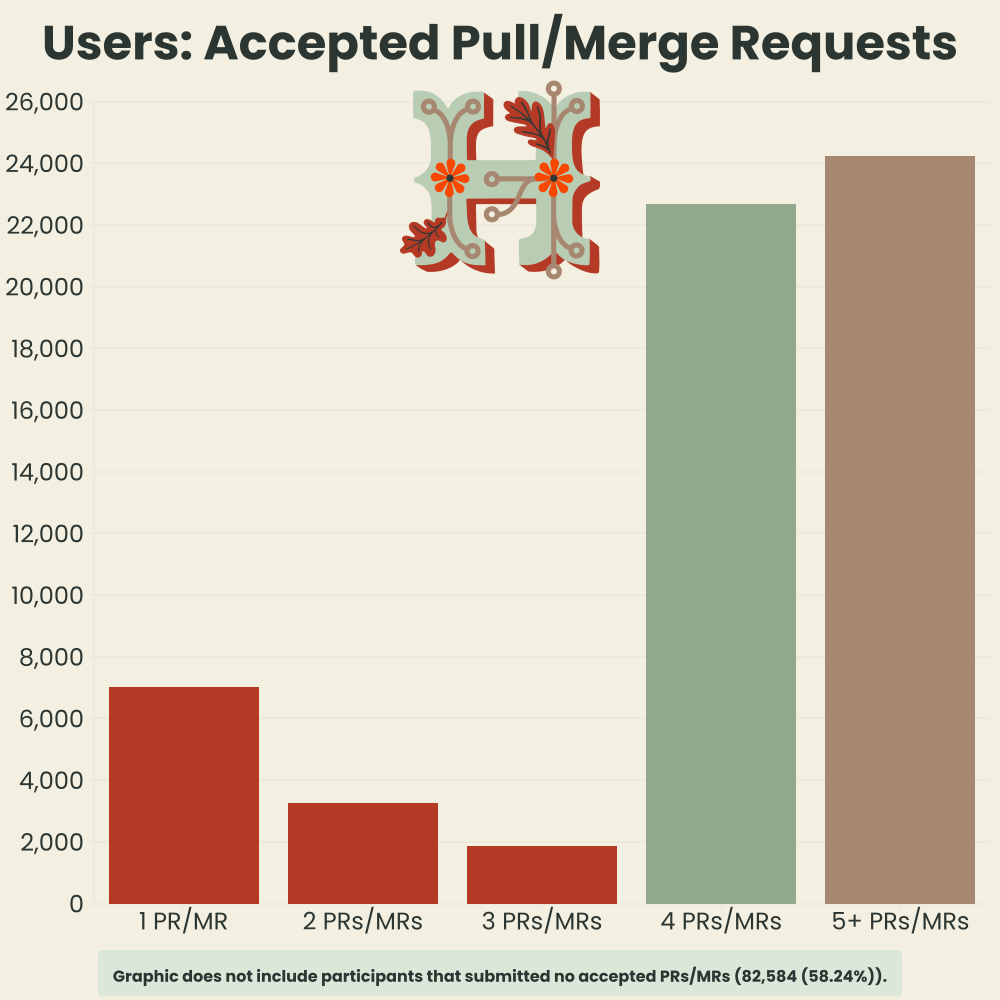 Users: Accepted Pull/Merge Requests
H
26,000
24,000
22,000
20,000
18,000
16,000
14,000
12,000
10,000
8,000
6,000
4,000
2,000
0
1 PR/MR
2 PRs/MRs
3 PRs/MRs
4 PRs/MRs
5+ PRs/MRs
Graphic does not include participants that submitted no accepted PRs/MRs (82,584 (58.24%)).